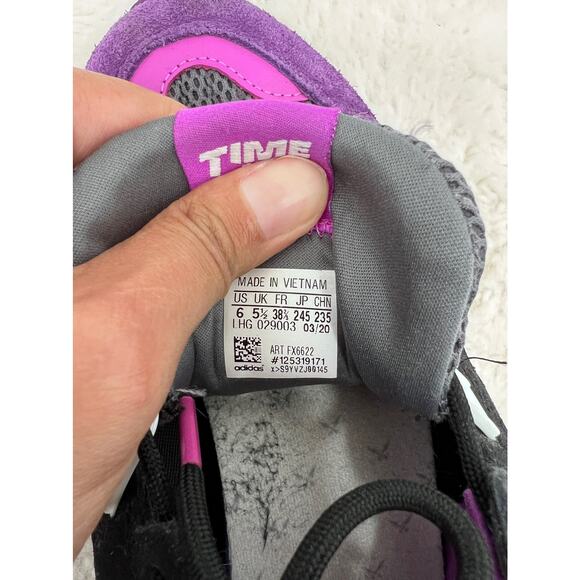 TIME
MADE IN VIETNAM
US UK FR JP CHN
6 5½ 38⅔ 245 235
LHG 029003 03/20
ART FX6622
#125319171
adidas x>S9YVZJ00145